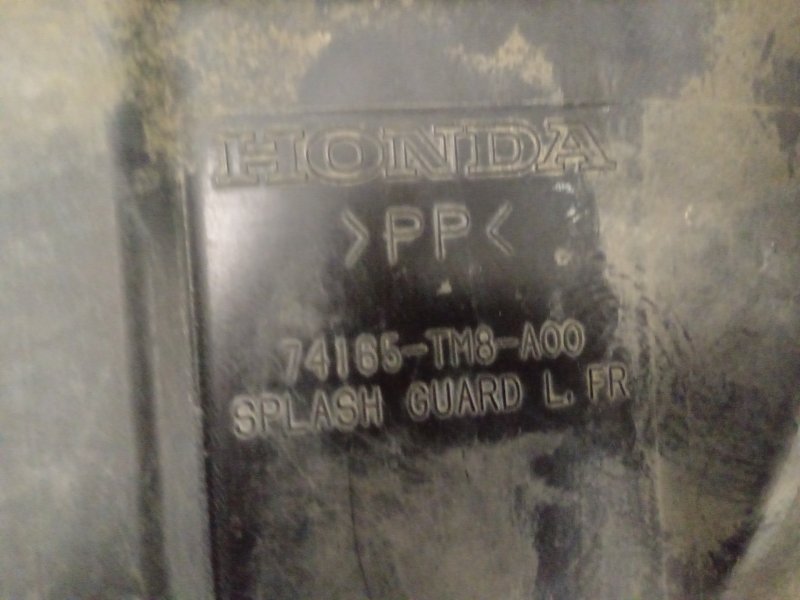 HONDA
>PP<
74165-TM8-A00
SPLASH GUARD L. FR